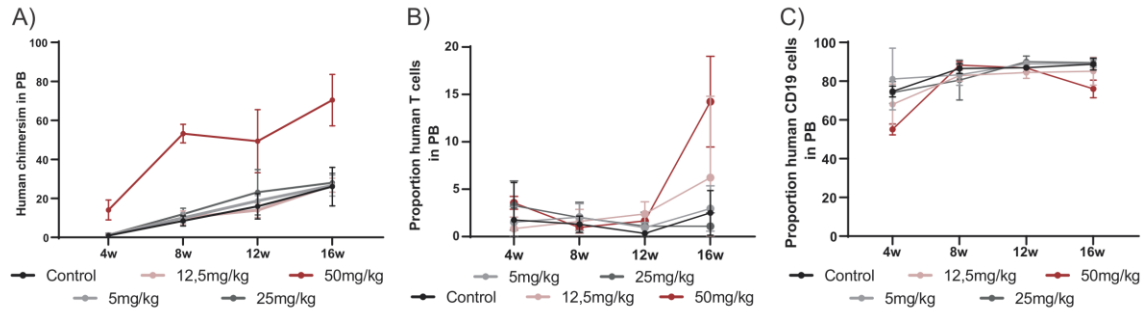 A)
Human chimersim in PB
100
80
60
40
20
0
4w 8w 12w 16w
Control 12,5mg/kg 50mg/kg
5mg/kg 25mg/kg
B)
Proportion human T cells
in PB
20
15
10
5
0
4w 8w 12w 16w
5mg/kg 25mg/kg
Control 12,5mg/kg 50mg/kg
C)
Proportion human CD19 cells
in PB
100
80
60
40
20
0
4w 8w 12w 16w
Control 12,5mg/kg 50mg/kg
5mg/kg 25mg/kg